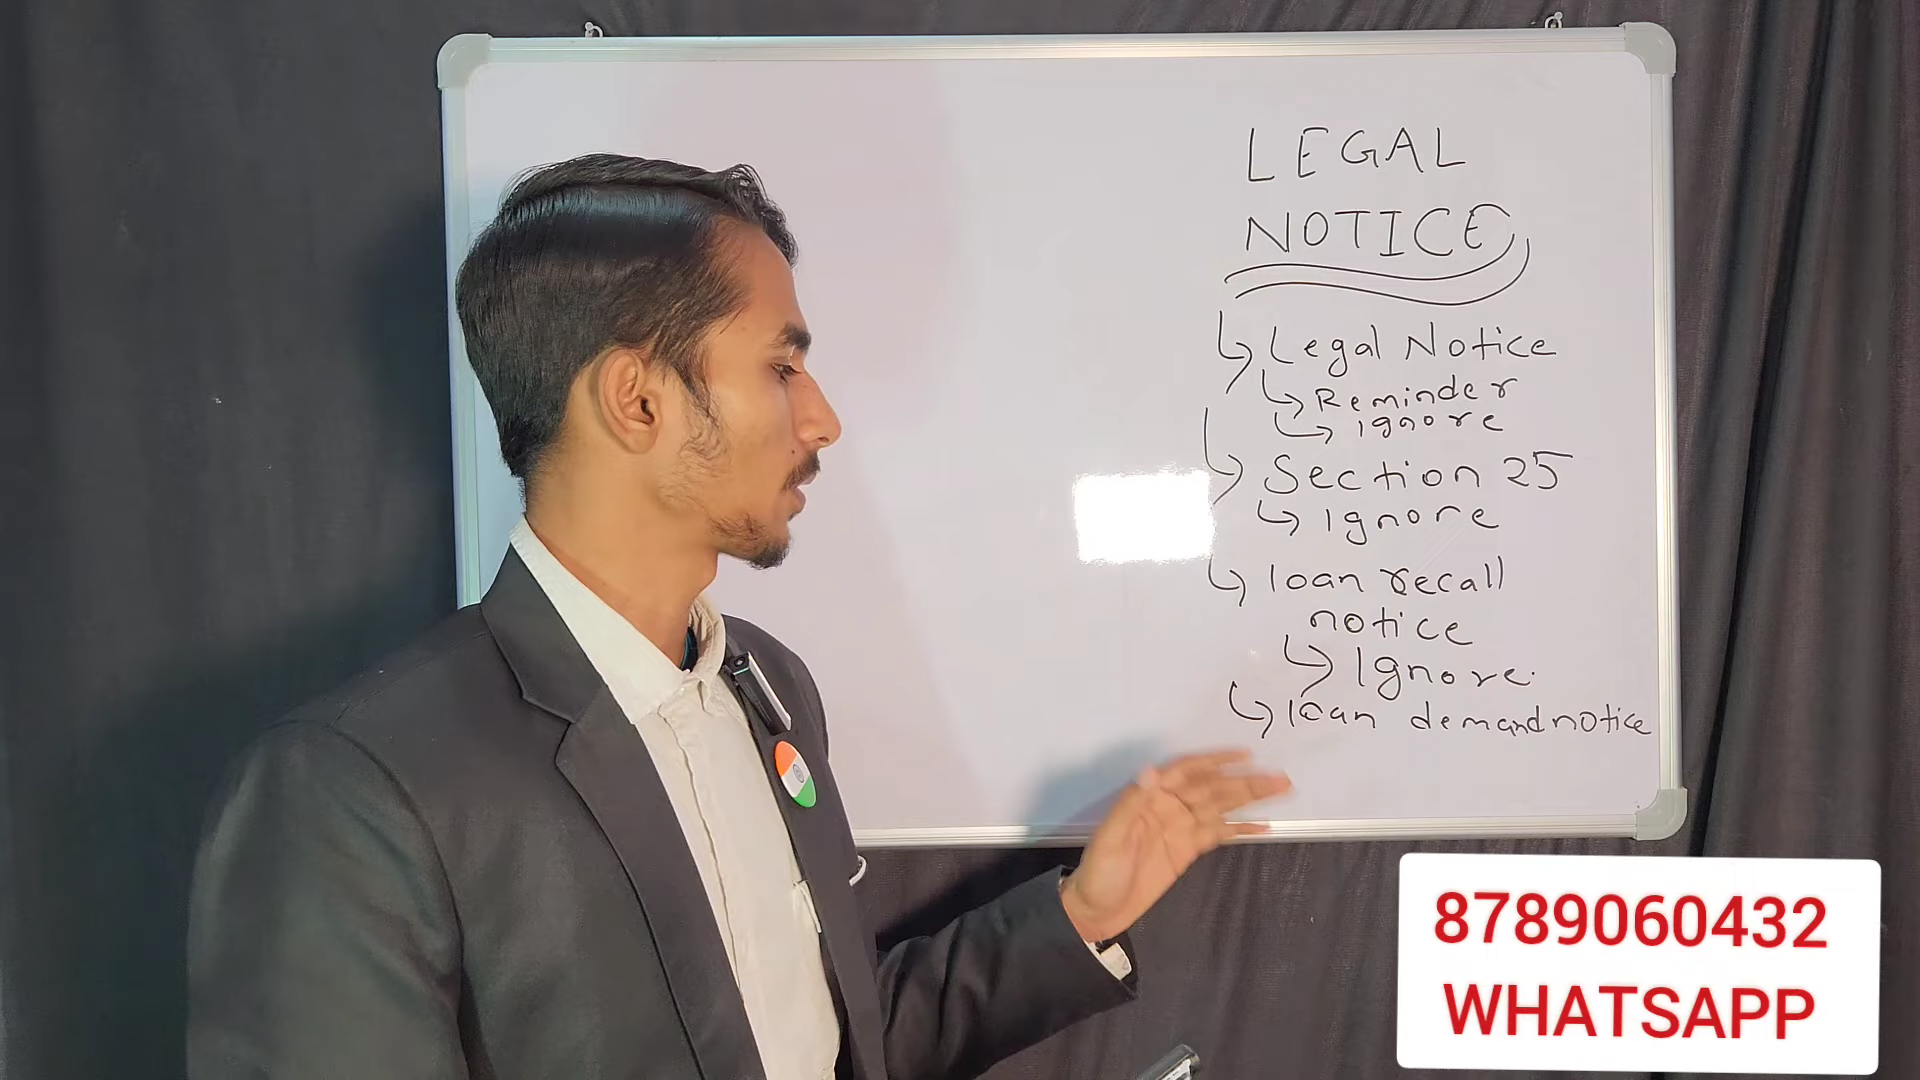 LEGAL
NOTICE
Legal Notice
Reminder
ignore
Section 25
Ignore
loan recall
notice
Ignore.
loan demand notice
8789060432
WHATSAPP